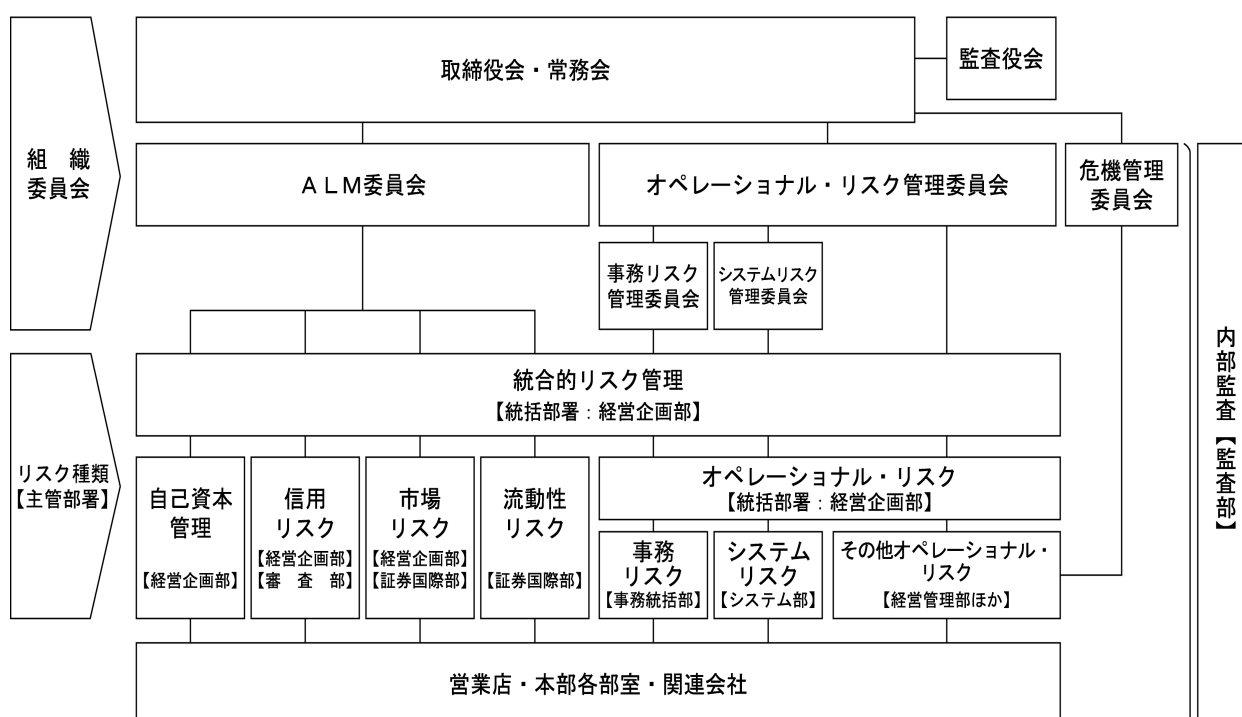 取締役会・常務会
監査役会
組　織
委員会
ＡＬＭ委員会
オペレーショナル・リスク管理委員会
危機管理
委員会
事務リスク
管理委員会
システムリスク
管理委員会
リスク種類
【主管部署】
統合的リスク管理
【統括部署：経営企画部】
自己資本
管理
【経営企画部】
信用
リスク
【経営企画部】
【審　査　部】
市場
リスク
【経営企画部】
【証券国際部】
流動性
リスク
【証券国際部】
オペレーショナル・リスク
【統括部署：経営企画部】
事務
リスク
【事務統括部】
システム
リスク
【システム部】
その他オペレーショナル・
リスク
【経営管理部ほか】
営業店・本部各部室・関連会社
内部監査【監査部】